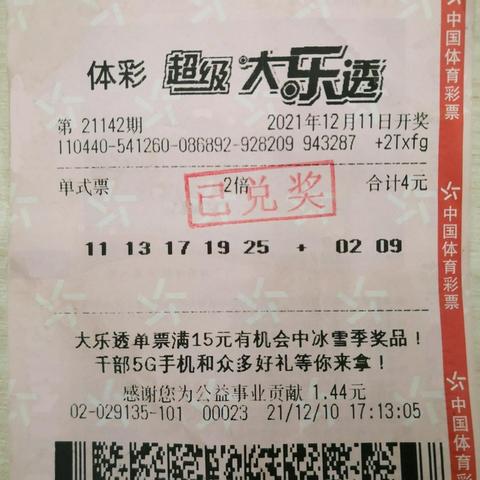 体彩 超级大乐透
第 21142期 2021年12月11日开奖
110440-541260-086892-928209 943287 +2Txfg
单式票 2倍 合计4元
已兑奖
11 13 17 19 25 + 02 09
大乐透单票满15元有机会中冰雪季奖品！
千部5G手机和众多好礼等你来拿！
感谢您为公益事业贡献 1.44元
02-029135-101 00023 21/12/10 17:13:05
中国体育彩票
中国体育彩票
中国体育彩票